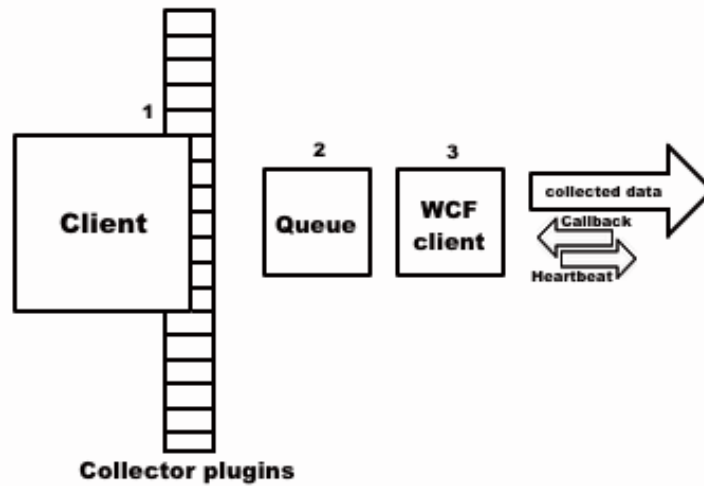 1
Client
2
Queue
3
WCF
client
collected data
Callback
Heartbeat
Collector plugins